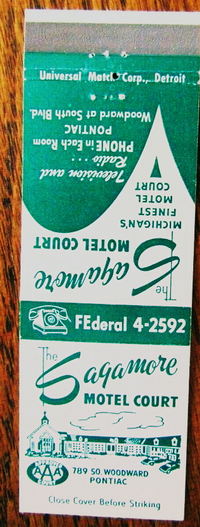 Universal Match Corp., Detroit
Television and
Radio . . .
PHONE in Each Room
PONTIAC
Woodward at South Blvd.
MICHIGAN'S
FINEST
MOTEL
COURT
The
Sagamore
MOTEL COURT
FEderal 4-2592
The
Sagamore
MOTEL COURT
AAA
789 SO. WOODWARD
PONTIAC
Close Cover Before Striking